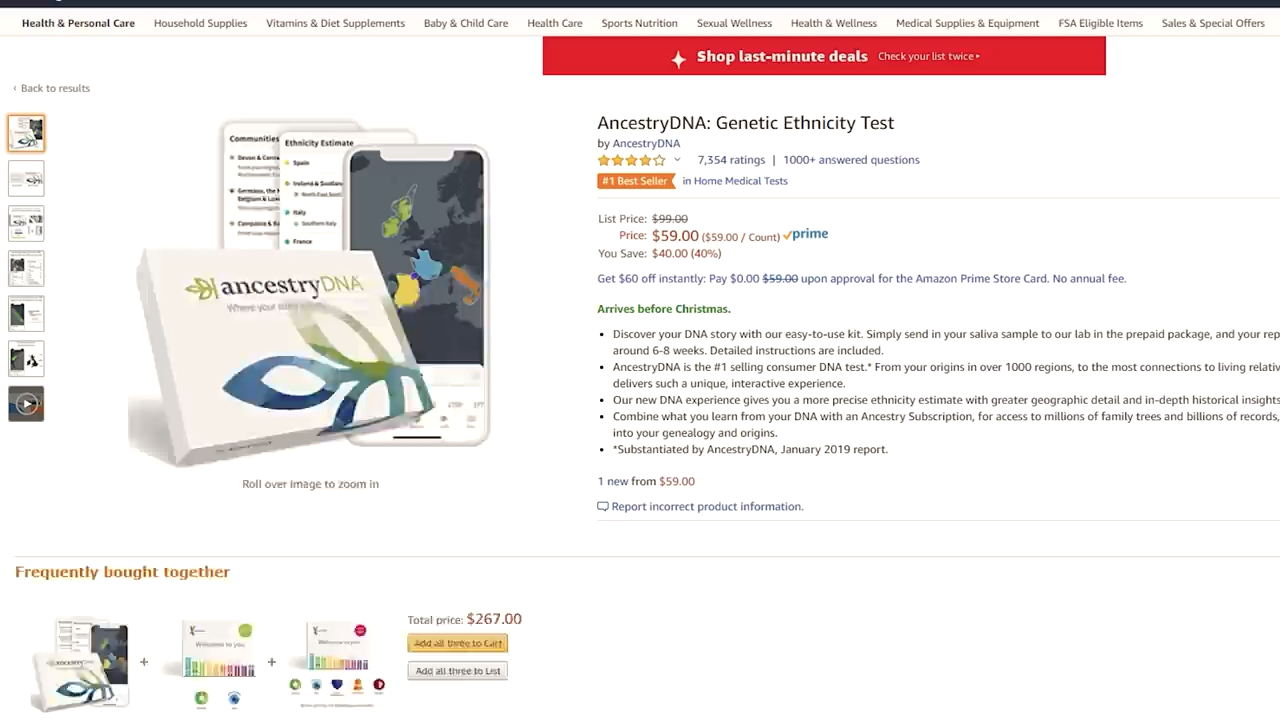 Health & Personal Care Household Supplies Vitamins & Diet Supplements Baby & Child Care Health Care Sports Nutrition Sexual Wellness Health & Wellness Medical Supplies & Equipment FSA Eligible Items Sales & Special Offers
Shop last-minute deals Check your list twice
‹ Back to results
AncestryDNA: Genetic Ethnicity Test
by AncestryDNA
7,354 ratings | 1000+ answered questions
#1 Best Seller in Home Medical Tests
List Price: $99.00
Price: $59.00 ($59.00 / Count) prime
You Save: $40.00 (40%)
Get $60 off instantly: Pay $0.00 $59.00 upon approval for the Amazon Prime Store Card. No annual fee.
Arrives before Christmas.
• Discover your DNA story with our easy-to-use kit. Simply send in your saliva sample to our lab in the prepaid package, and your rep
around 6-8 weeks. Detailed instructions are included.
• AncestryDNA is the #1 selling consumer DNA test.* From your origins in over 1000 regions, to the most connections to living relativ
delivers such a unique, interactive experience.
• Our new DNA experience gives you a more precise ethnicity estimate with greater geographic detail and in-depth historical insights
• Combine what you learn from your DNA with an Ancestry Subscription, for access to millions of family trees and billions of records,
into your genealogy and origins.
• *Substantiated by AncestryDNA, January 2019 report.
1 new from $59.00
Report incorrect product information.
Communities
Ethnicity Estimate
Spain
Ireland & Scotland
Italy
Southern Italy
France
ancestryDNA
Roll over image to zoom in
Frequently bought together
ancestryDNA
+
Welcome to you
+
Welcome to you
Total price: $267.00
Add all three to Cart
Add all three to List